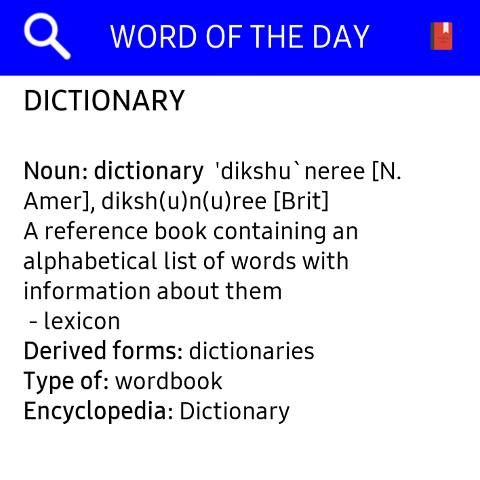 WORD OF THE DAY
DICTIONARY
Noun: dictionary 'dikshu`neree [N.
Amer], diksh(u)n(u)ree [Brit]
A reference book containing an
alphabetical list of words with
information about them
- lexicon
Derived forms: dictionaries
Type of: wordbook
Encyclopedia: Dictionary